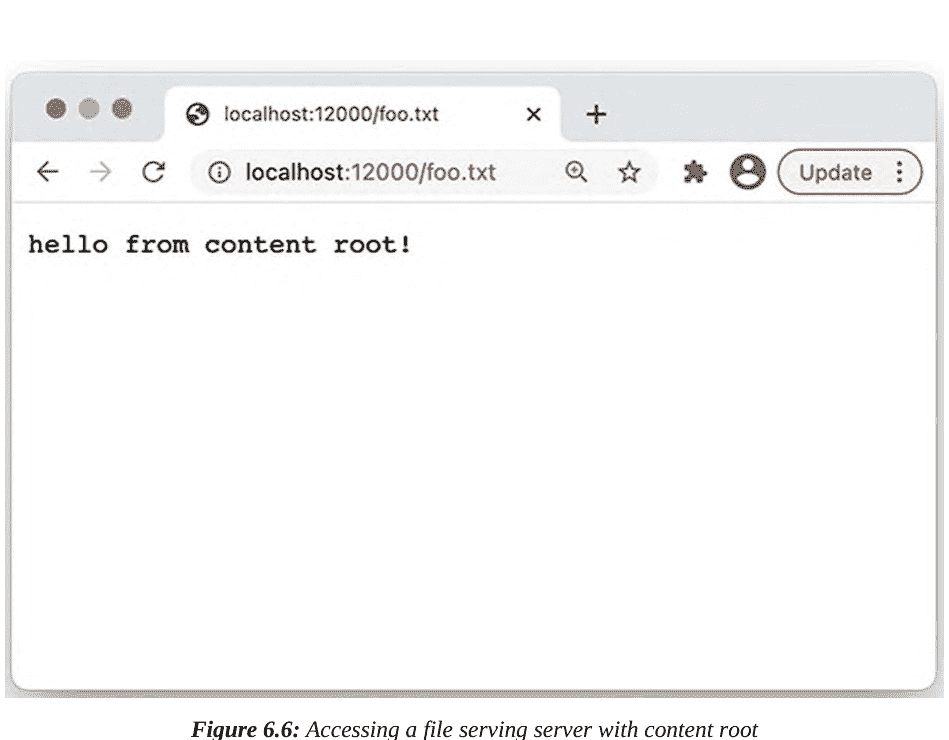 localhost:12000/foo.txt
localhost:12000/foo.txt
Update
hello from content root!
Figure 6.6: Accessing a file serving server with content root